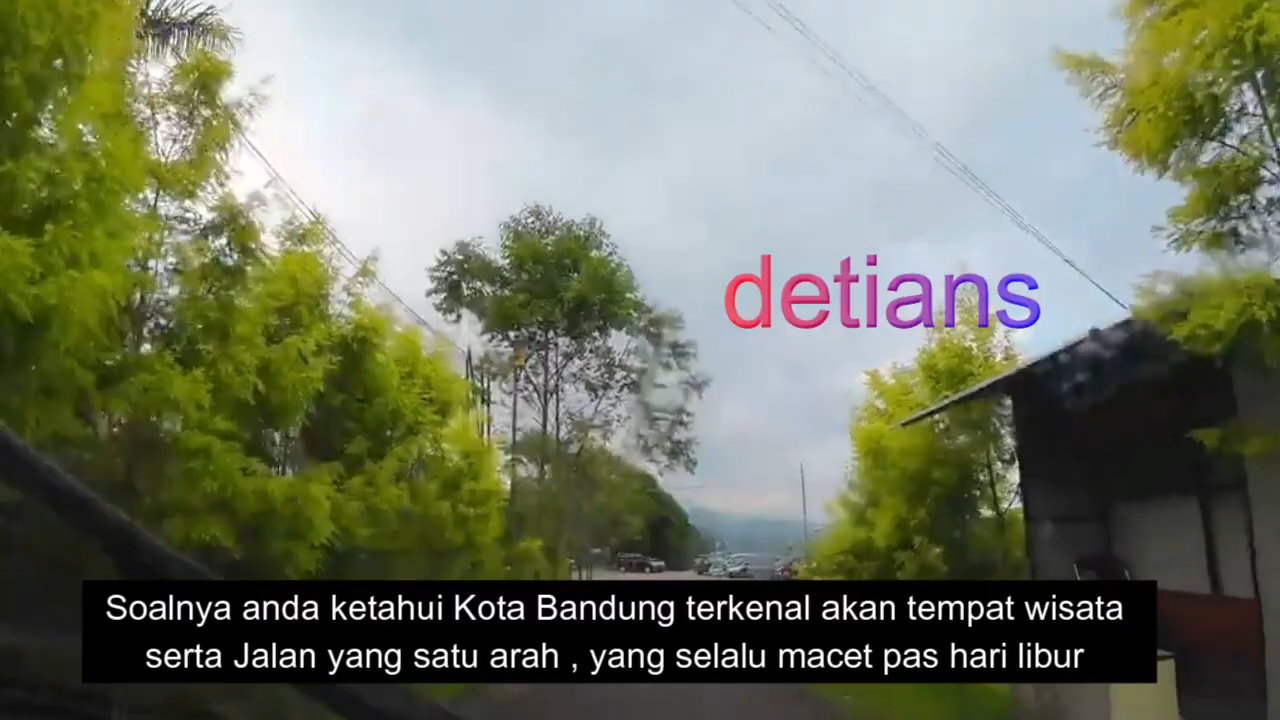 detians
Soalnya anda ketahui Kota Bandung terkenal akan tempat wisata
serta Jalan yang satu arah , yang selalu macet pas hari libur